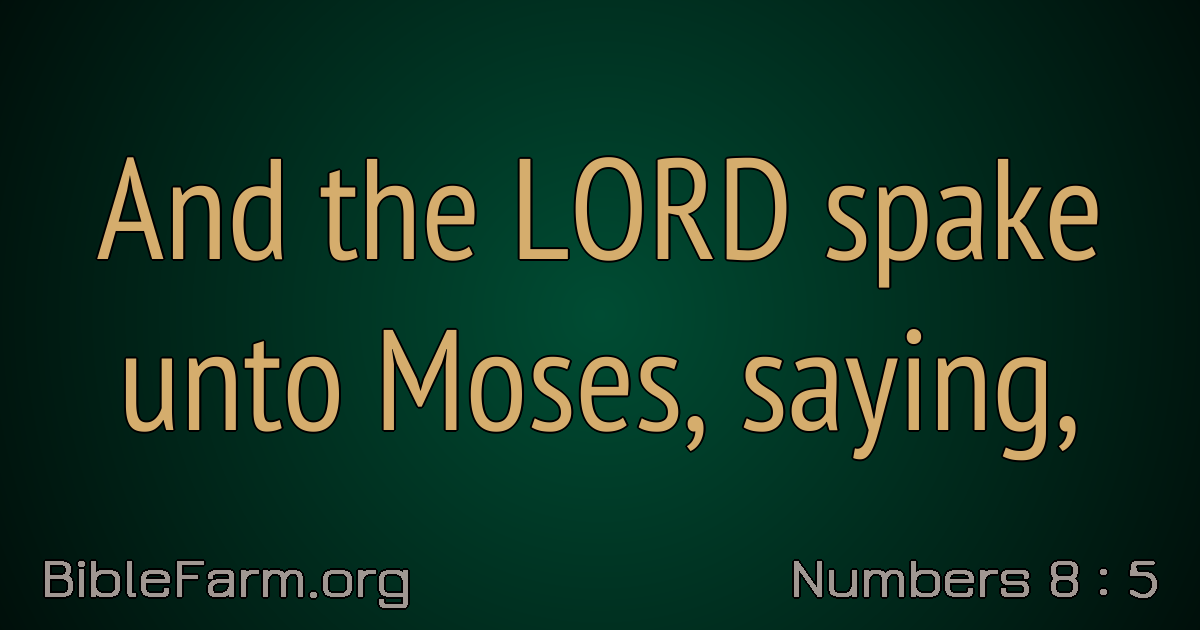 And the LORD spake
unto Moses, saying,
BibleFarm.org
Numbers 8 : 5